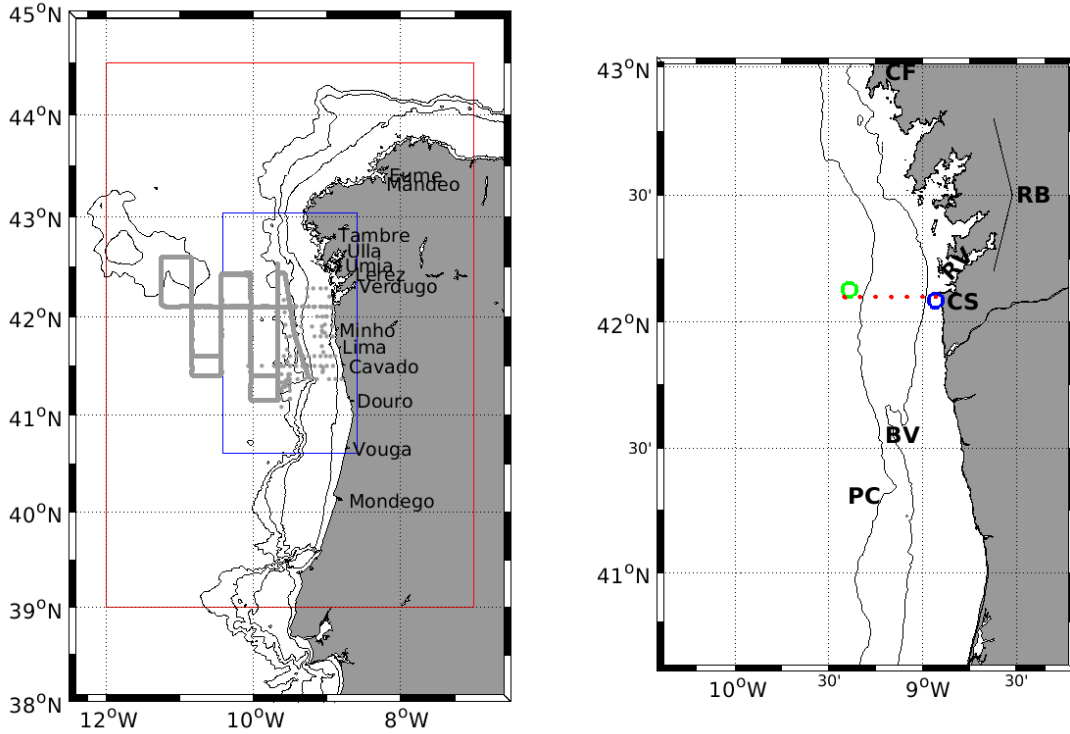 45°N
44°N
43°N
42°N
41°N
40°N
39°N
38°N
12°W
10°W
8°W
Eume
Mandeo
Tambre
Ulla
Umia
Lerez
Verdugo
Minho
Lima
Cavado
Douro
Vouga
Mondego
43°N
30'
42°N
30'
41°N
10°W
30'
9°W
30'
CF
RB
RV
CS
BV
PC